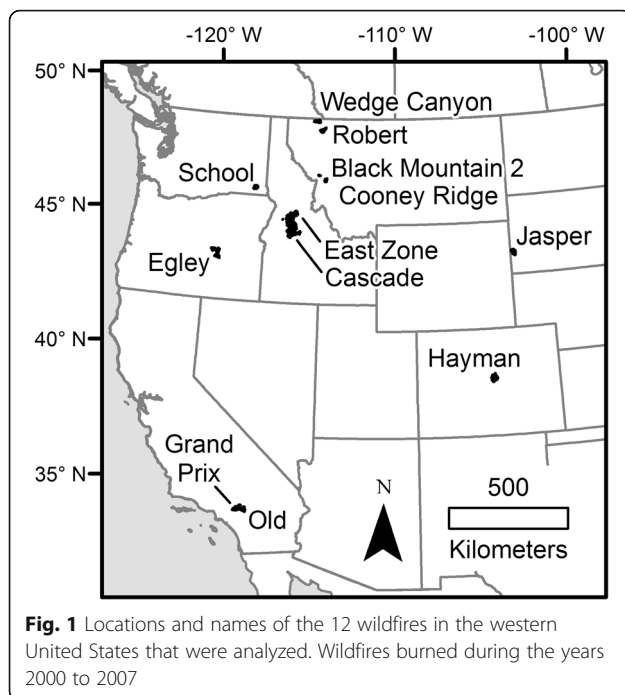 -120° W -110° W -100° W
50° N
Wedge Canyon
Robert
School
Black Mountain 2
Cooney Ridge
45° N
Jasper
East Zone
Egley
Cascade
40° N
Hayman
Grand
Prix
35° N
N
500
Old
Kilometers
Fig. 1 Locations and names of the 12 wildfires in the western
United States that were analyzed. Wildfires burned during the years
2000 to 2007